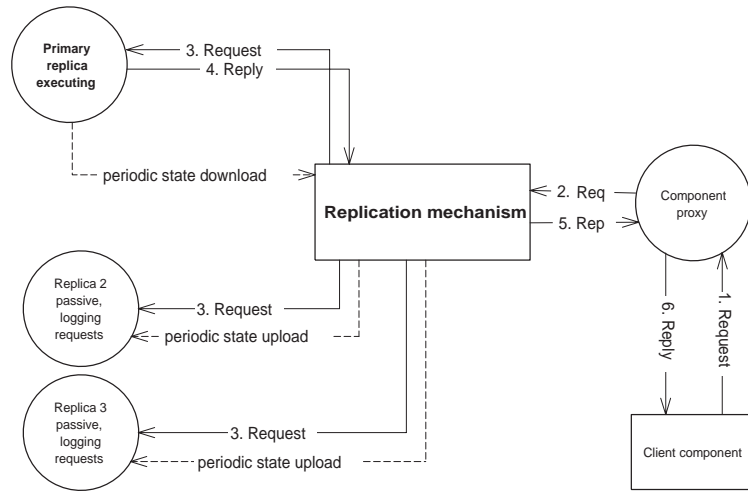 Primary
replica
executing
3. Request
4. Reply
periodic state download
Replication mechanism
2. Req
5. Rep
Component
proxy
6. Reply
1. Request
Client component
Replica 2
passive,
logging
requests
3. Request
periodic state upload
Replica 3
passive,
logging
requests
3. Request
periodic state upload